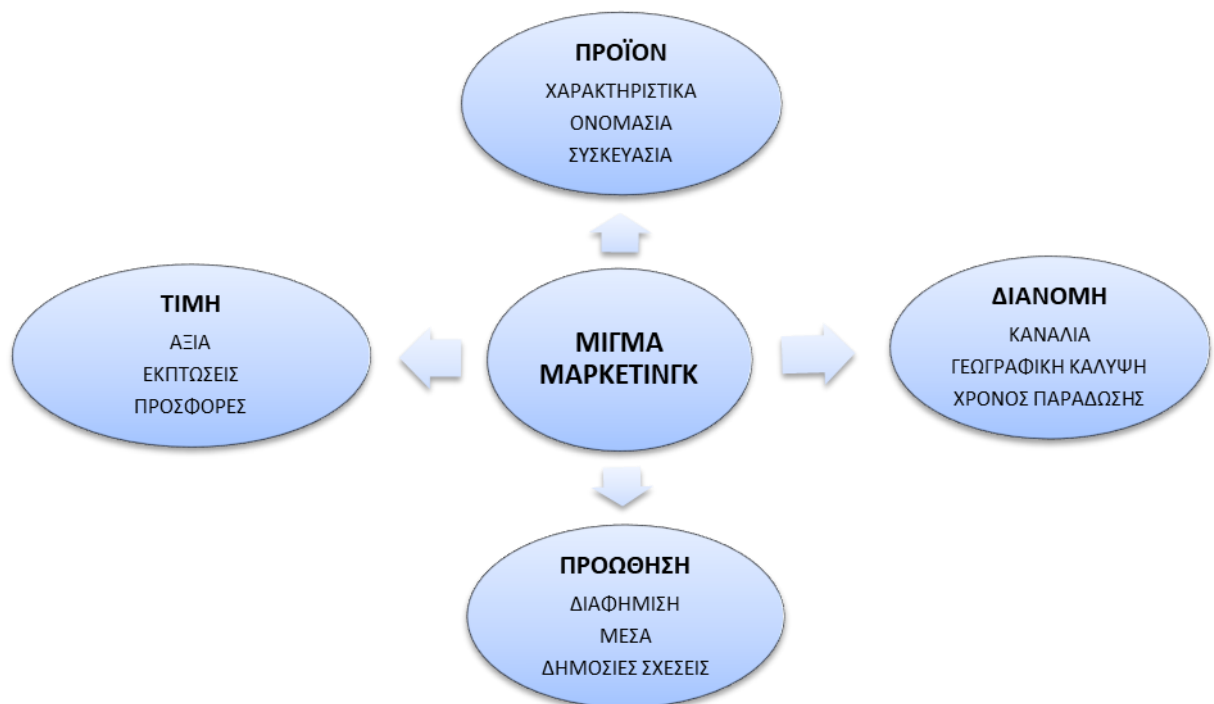 ΠΡΟΪΟΝ
ΧΑΡΑΚΤΗΡΙΣΤΙΚΑ
ΟΝΟΜΑΣΙΑ
ΣΥΣΚΕΥΑΣΙΑ
ΤΙΜΗ
ΑΞΙΑ
ΕΚΠΤΩΣΕΙΣ
ΠΡΟΣΦΟΡΕΣ
ΜΙΓΜΑ
ΜΑΡΚΕΤΙΝΓΚ
ΔΙΑΝΟΜΗ
ΚΑΝΑΛΙΑ
ΓΕΩΓΡΑΦΙΚΗ ΚΑΛΥΨΗ
ΧΡΟΝΟΣ ΠΑΡΑΔΩΣΗΣ
ΠΡΟΩΘΗΣΗ
ΔΙΑΦΗΜΙΣΗ
ΜΕΣΑ
ΔΗΜΟΣΙΕΣ ΣΧΕΣΕΙΣ